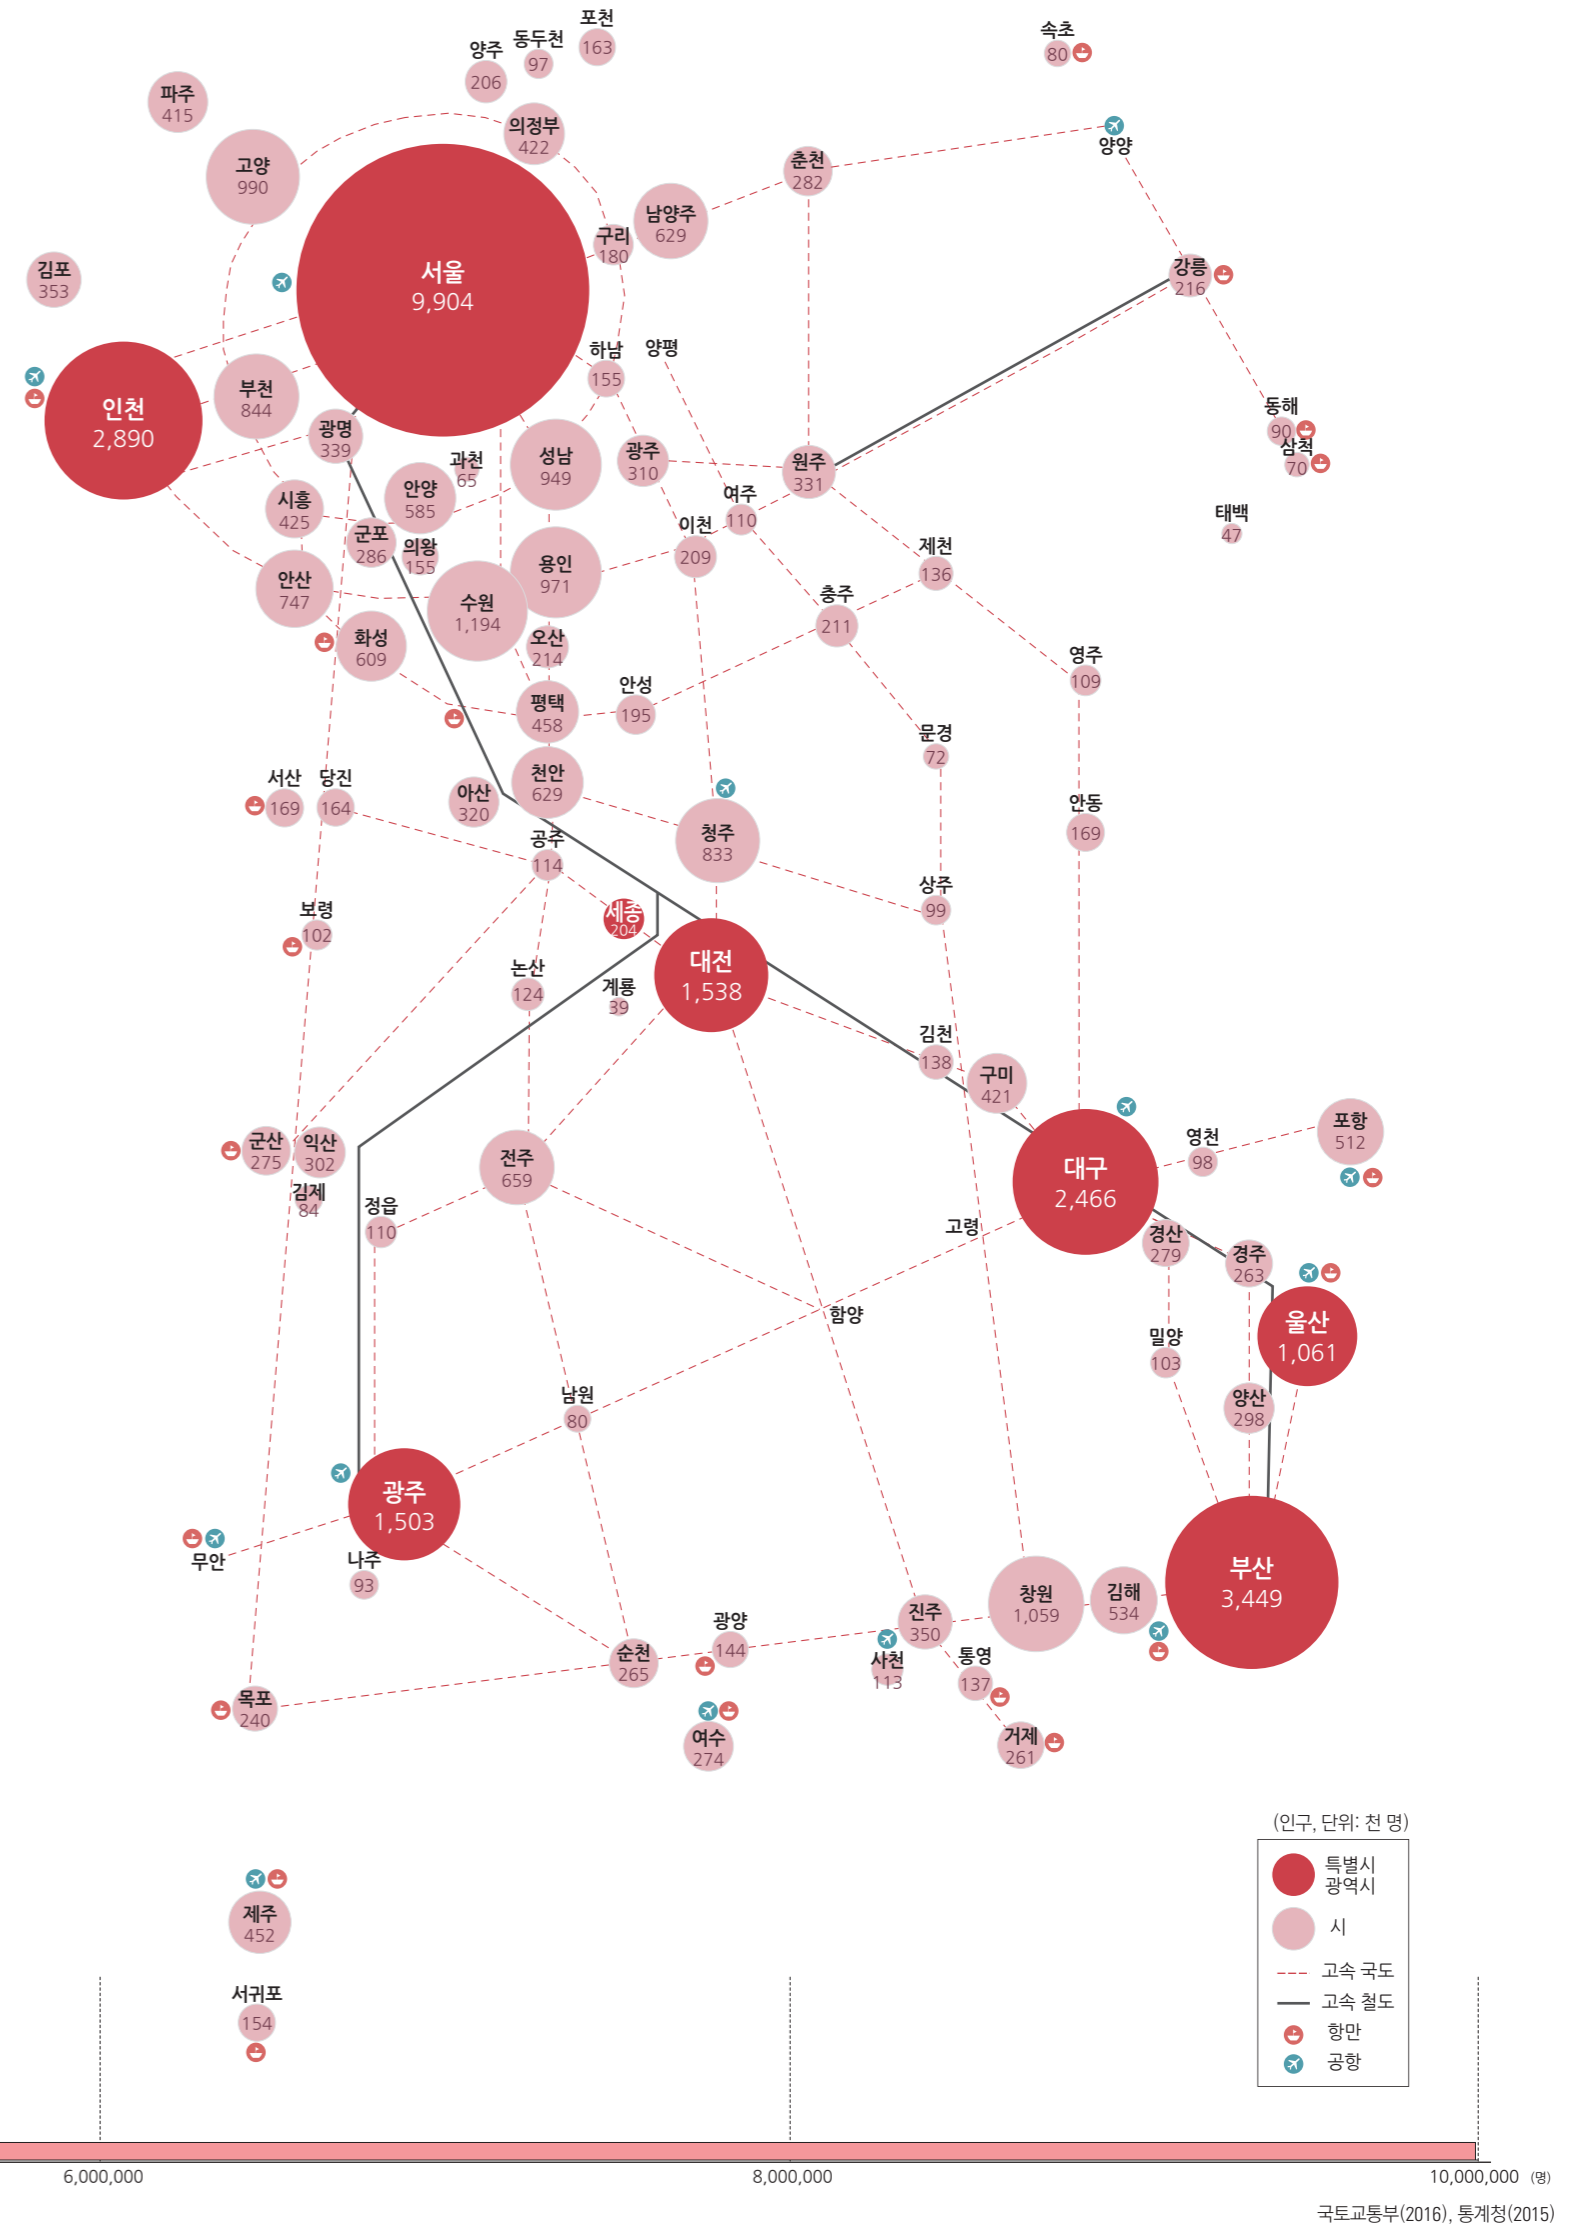 포천
163
속초
80
동두천
97
양주
206
파주
415
의정부
422
양양
고양
990
춘천
282
남양주
629
구리
180
김포
353
서울
9,904
강릉
216
하남
155
양평
부천
844
인천
2,890
광명
339
동해
90
삼척
70
과천
65
성남
949
광주
310
원주
331
안양
585
시흥
425
여주
110
태백
47
군포
286
의왕
155
이천
209
제천
136
용인
971
안산
747
수원
1,194
충주
211
화성
609
오산
214
영주
109
안성
195
평택
458
문경
72
천안
629
서산
169
당진
164
아산
320
안동
169
청주
833
공주
114
상주
99
세종
204
보령
102
대전
1,538
논산
124
계룡
39
김천
138
구미
421
군산
275
익산
302
전주
659
포항
512
영천
98
대구
2,466
김제
84
정읍
110
고령
경산
279
경주
263
함양
울산
1,061
밀양
103
남원
80
양산
298
광주
1,503
무안
나주
93
부산
3,449
창원
1,059
김해
534
진주
350
광양
144
순천
265
사천
113
통영
137
목포
240
여수
274
거제
261
(인구, 단위: 천 명)
특별시
광역시
시
고속 국도
고속 철도
항만
공항
제주
452
서귀포
154
6,000,000
8,000,000
10,000,000 (명)
국토교통부(2016), 통계청(2015)